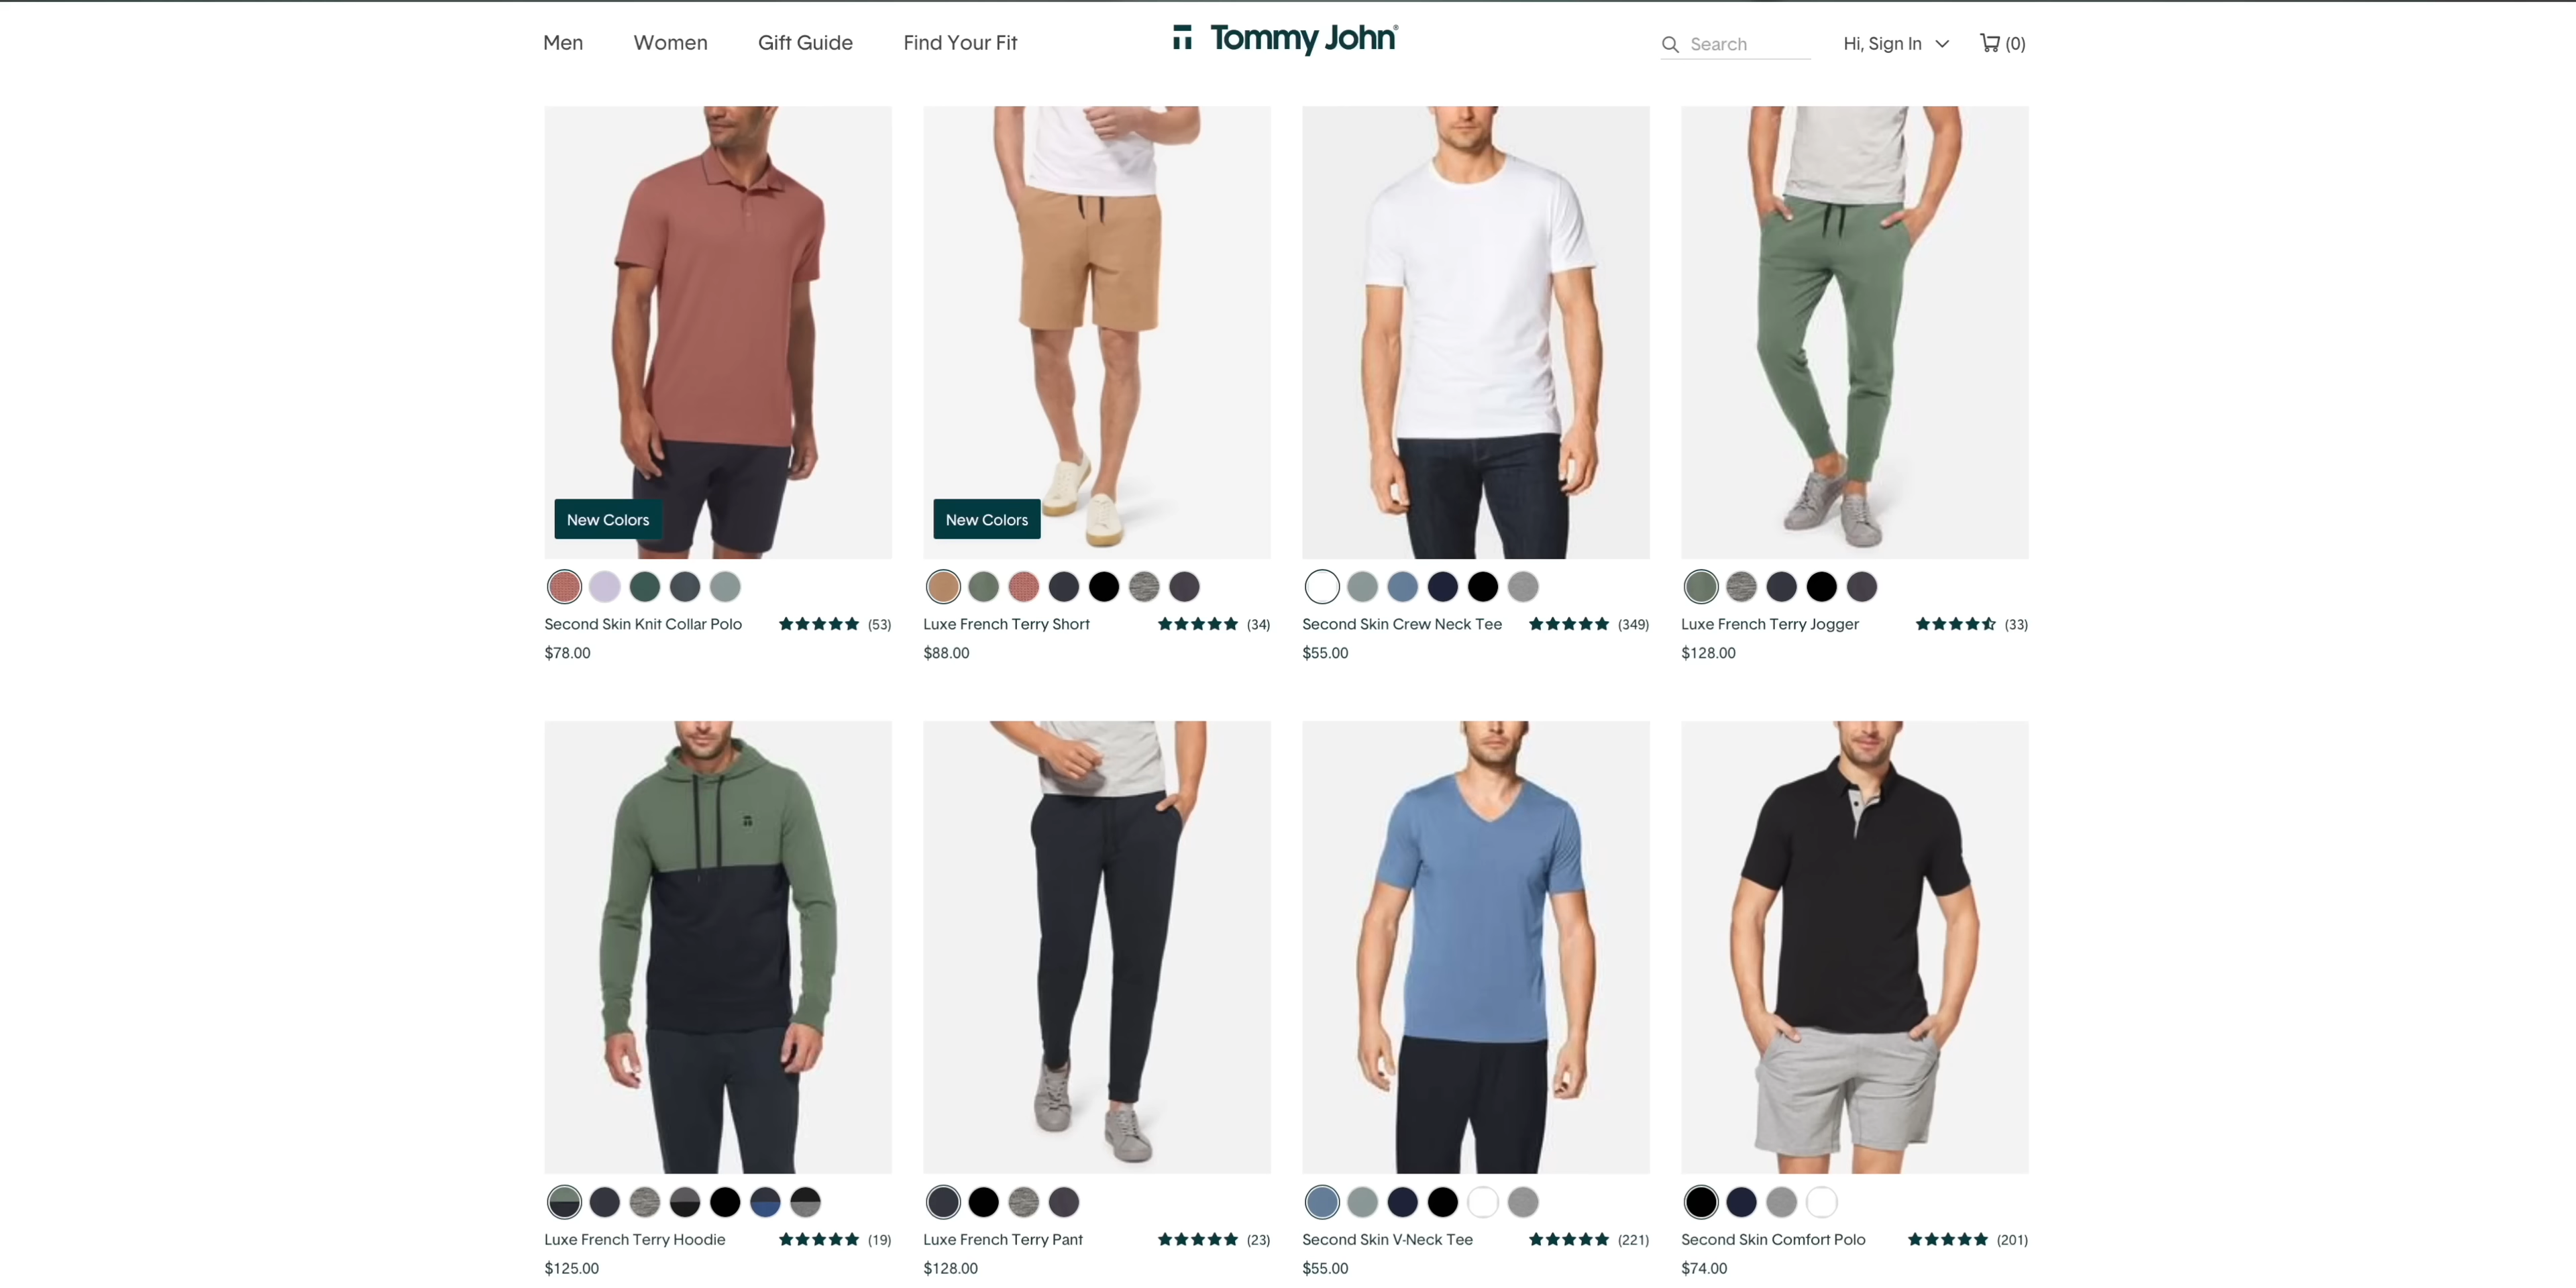 Men Women Gift Guide Find Your Fit Tommy John® Search Hi, Sign In (0)
New Colors New Colors
Second Skin Knit Collar Polo (53) Luxe French Terry Short (34) Second Skin Crew Neck Tee (349) Luxe French Terry Jogger (33)
$78.00 $88.00 $55.00 $128.00
Luxe French Terry Hoodie (19) Luxe French Terry Pant (23) Second Skin V-Neck Tee (221) Second Skin Comfort Polo (201)
$125.00 $128.00 $55.00 $74.00